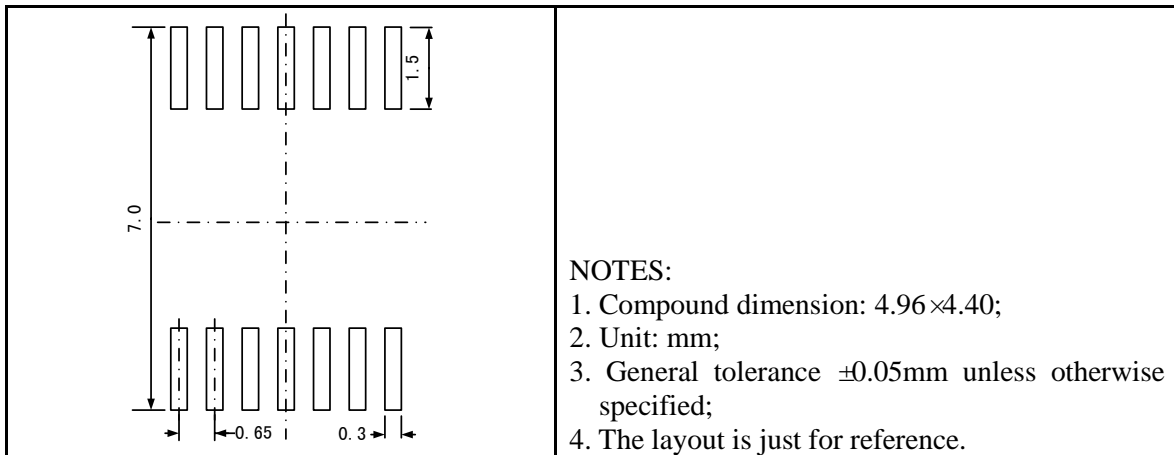 1.5
7.0
0.65
0.3
NOTES:
1. Compound dimension: 4.96×4.40;
2. Unit: mm;
3. General tolerance ±0.05mm unless otherwise
specified;
4. The layout is just for reference.